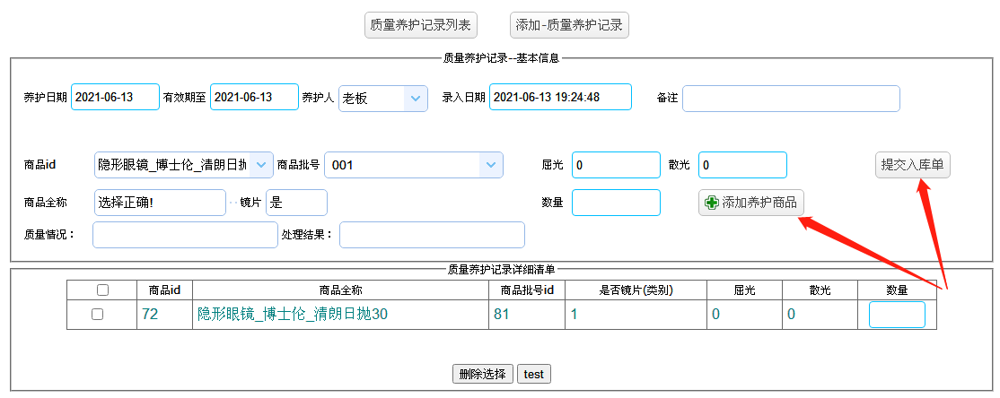 质量养护记录列表 添加-质量养护记录
质量养护记录--基本信息
养护日期 2021-06-13 有效期至 2021-06-13 养护人 老板 录入日期 2021-06-13 19:24:48 备注
商品id 隐形眼镜_博士伦_清朗日抛 商品批号 001 屈光 0 散光 0 提交入库单
商品全称 选择正确! ··镜片 是 数量 添加养护商品
质量情况： 处理结果：
质量养护记录详细清单
商品id 商品全称 商品批号id 是否镜片(类别) 屈光 散光 数量
72 隐形眼镜_博士伦_清朗日抛30 81 1 0 0
删除选择 test